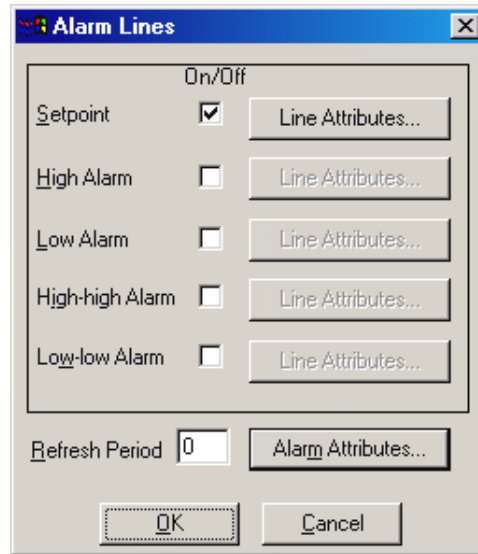 Alarm Lines
On/Off
Setpoint Line Attributes...
High Alarm Line Attributes...
Low Alarm Line Attributes...
High-high Alarm Line Attributes...
Low-low Alarm Line Attributes...
Refresh Period 0 Alarm Attributes...
OK Cancel